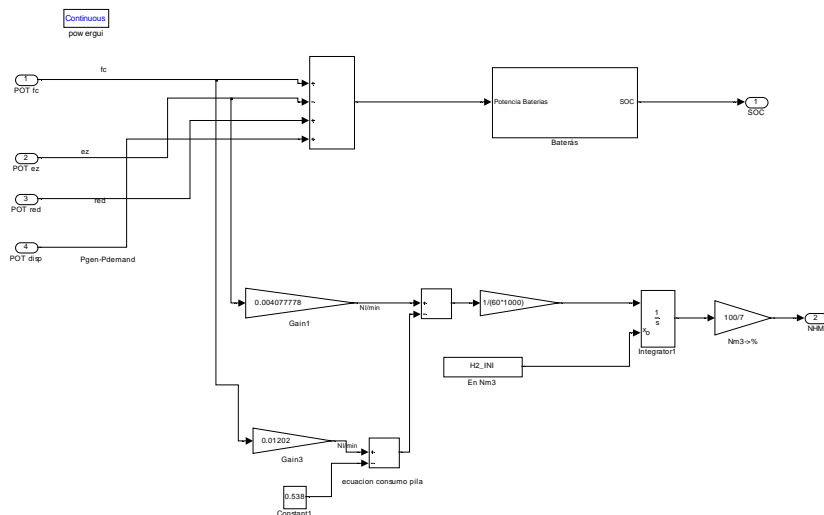 Continuous
powergui
fc
1
POT fc
Potencia Baterias
SOC
1
SOC
Baterás
ez
2
POT ez
3
POT red
red
4
POT disp
Pgen-Pdemand
0.004077778
Nl/min
Gain1
1/(60*1000)
1
s
xo
Integrator1
100/7
Nm3->%
2
NHM
H2_INI
En Nm3
0.01202
Nl/min
Gain3
ecuacion consumo pila
0.538
Constant1